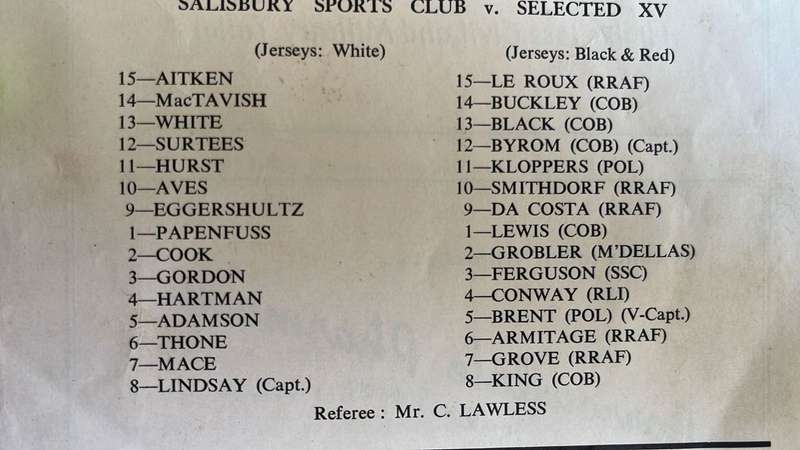 SALISBURY SPORTS CLUB v. SELECTED XV
(Jerseys: White)
15—AITKEN
14—MacTAVISH
13—WHITE
12—SURTEES
11—HURST
10—AVES
9—EGGERSHULTZ
1—PAPENFUSS
2—COOK
3—GORDON
4—HARTMAN
5—ADAMSON
6—THONE
7—MACE
8—LINDSAY (Capt.)
(Jerseys: Black & Red)
15—LE ROUX (RRAF)
14—BUCKLEY (COB)
13—BLACK (COB)
12—BYROM (COB) (Capt.)
11—KLOPPERS (POL)
10—SMITHDORF (RRAF)
9—DA COSTA (RRAF)
1—LEWIS (COB)
2—GROBLER (M'DELLAS)
3—FERGUSON (SSC)
4—CONWAY (RLI)
5—BRENT (POL) (V-Capt.)
6—ARMITAGE (RRAF)
7—GROVE (RRAF)
8—KING (COB)
Referee : Mr. C. LAWLESS